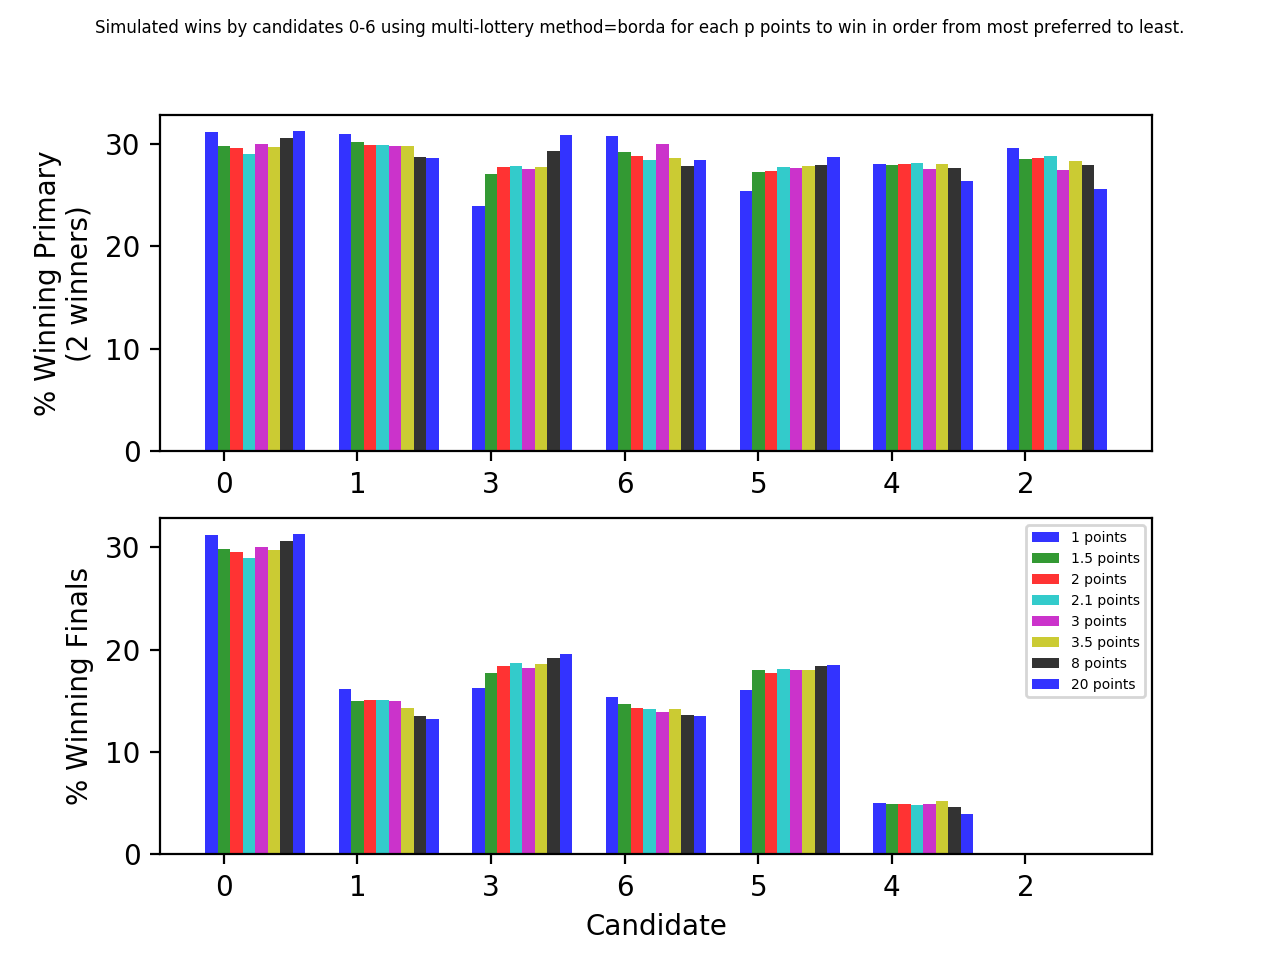 Simulated wins by candidates 0-6 using multi-lottery method=borda for each p points to win in order from most preferred to least.
% Winning Primary
(2 winners)
30
20
10
0
0 1 3 6 5 4 2
% Winning Finals
30
20
10
0
1 points
1.5 points
2 points
2.1 points
3 points
3.5 points
8 points
20 points
0 1 3 6 5 4 2
Candidate